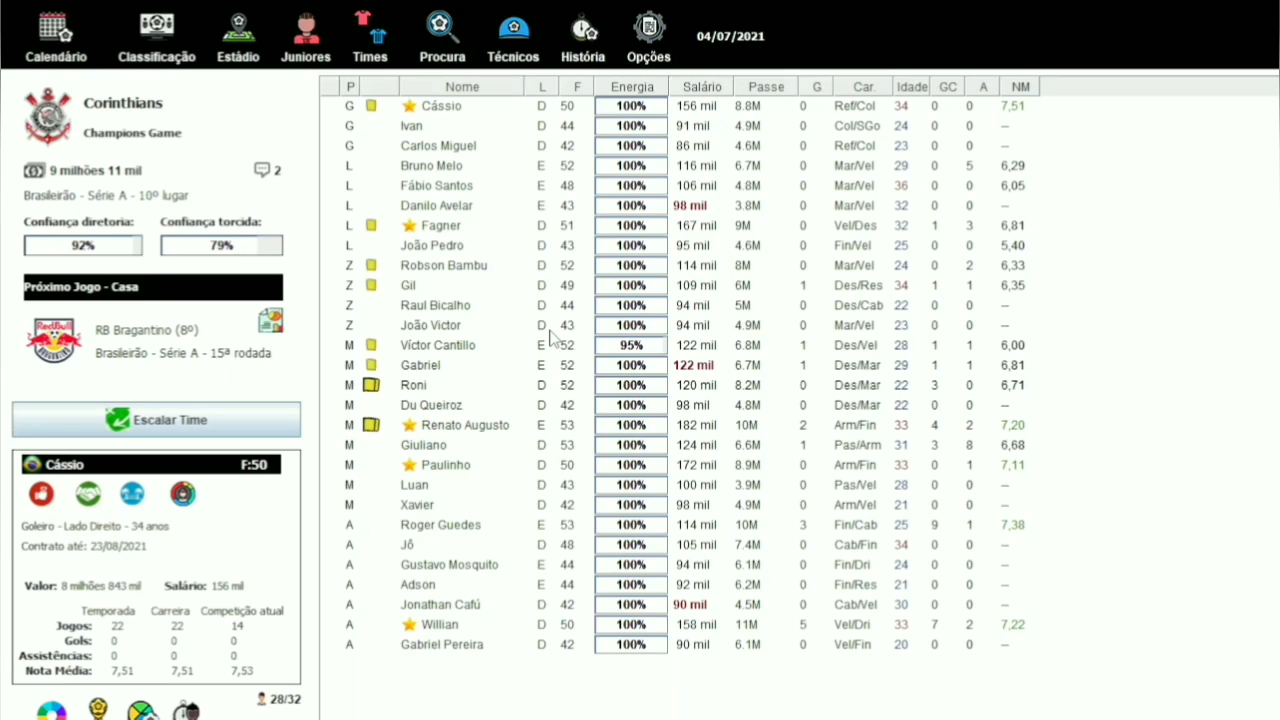 Calendário Classificação Estádio Juniores Times Procura Técnicos História Opções 04/07/2021
Corinthians
Champions Game
9 milhões 11 mil 2
Brasileirão - Série A - 10º lugar
Confiança diretoria: Confiança torcida:
92% 79%
Próximo Jogo - Casa
RB Bragantino (8º)
Brasileirão - Série A - 15ª rodada
Escalar Time
Cássio F:50
Goleiro - Lado Direito - 34 anos
Contrato até: 23/08/2021
Valor: 8 milhões 843 mil Salário: 156 mil
Temporada Carreira Competição atual
Jogos: 22 22 14
Gols: 0 0 0
Assistências: 0 0 0
Nota Média: 7,51 7,51 7,53
28/32
P Nome L F Energia Salário Passe G Car. Idade GC A NM
G Cássio D 50 100% 156 mil 8.8M 0 Ref/Col 34 0 0 7,51
G Ivan D 44 100% 91 mil 4.9M 0 Col/SGo 24 0 0 --
G Carlos Miguel D 42 100% 86 mil 4.6M 0 Ref/Col 23 0 0 --
L Bruno Melo E 52 100% 116 mil 6.7M 0 Mar/Vel 29 0 5 6,29
L Fábio Santos E 48 100% 106 mil 4.8M 0 Mar/Vel 36 0 0 6,05
L Danilo Avelar E 43 100% 98 mil 3.8M 0 Mar/Vel 32 0 0 --
L Fagner D 51 100% 167 mil 9M 0 Vel/Des 32 1 3 6,81
L João Pedro D 43 100% 95 mil 4.6M 0 Fin/Vel 25 0 0 5,40
Z Robson Bambu D 52 100% 114 mil 8M 0 Mar/Vel 24 0 2 6,33
Z Gil D 49 100% 109 mil 6M 1 Des/Res 34 1 1 6,35
Z Raul Bicalho D 44 100% 94 mil 5M 0 Des/Cab 22 0 0 --
Z João Victor D 43 100% 94 mil 4.9M 0 Mar/Vel 23 0 0 --
M Víctor Cantillo E 52 95% 122 mil 6.8M 1 Des/Vel 28 1 1 6,00
M Gabriel E 52 100% 122 mil 6.7M 1 Des/Mar 29 1 1 6,81
M Roni D 52 100% 120 mil 8.2M 0 Des/Mar 22 3 0 6,71
M Du Queiroz D 42 100% 98 mil 4.8M 0 Des/Mar 22 0 0 --
M Renato Augusto E 53 100% 182 mil 10M 2 Arm/Fin 33 4 2 7,20
M Giuliano D 53 100% 124 mil 6.6M 1 Pas/Arm 31 3 8 6,68
M Paulinho D 50 100% 172 mil 8.9M 0 Arm/Fin 33 0 1 7,11
M Luan D 43 100% 100 mil 3.9M 0 Pas/Vel 28 0 0 --
M Xavier D 42 100% 98 mil 4.9M 0 Arm/Vel 21 0 0 --
A Roger Guedes E 53 100% 114 mil 10M 3 Fin/Cab 25 9 1 7,38
A Jô D 48 100% 105 mil 7.4M 0 Cab/Fin 34 0 0 --
A Gustavo Mosquito E 44 100% 94 mil 6.1M 0 Fin/Dri 24 0 0 --
A Adson E 44 100% 92 mil 6.2M 0 Fin/Res 21 0 0 --
A Jonathan Cafú D 42 100% 90 mil 4.5M 0 Cab/Vel 30 0 0 --
A Willian D 50 100% 158 mil 11M 5 Vel/Dri 33 7 2 7,22
A Gabriel Pereira D 42 100% 90 mil 6.1M 0 Vel/Fin 20 0 0 --